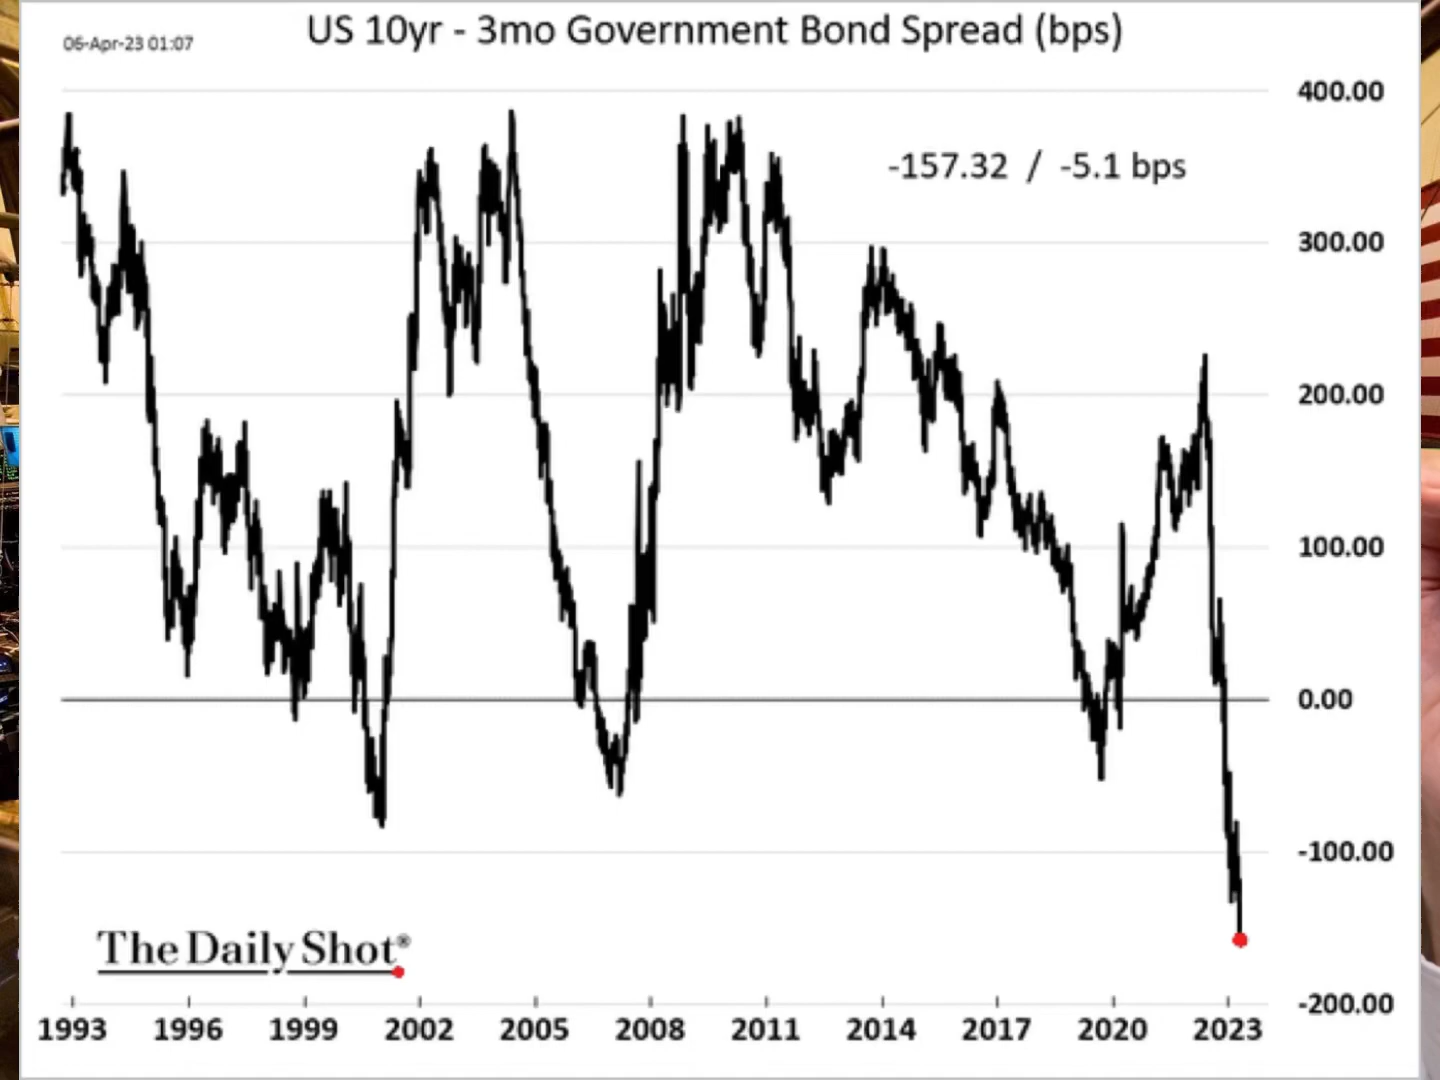 US 10yr - 3mo Government Bond Spread (bps)
06-Apr-23 01:07
400.00
-157.32 / -5.1 bps
300.00
200.00
100.00
0.00
-100.00
The Daily Shot®
-200.00
1993 1996 1999 2002 2005 2008 2011 2014 2017 2020 2023